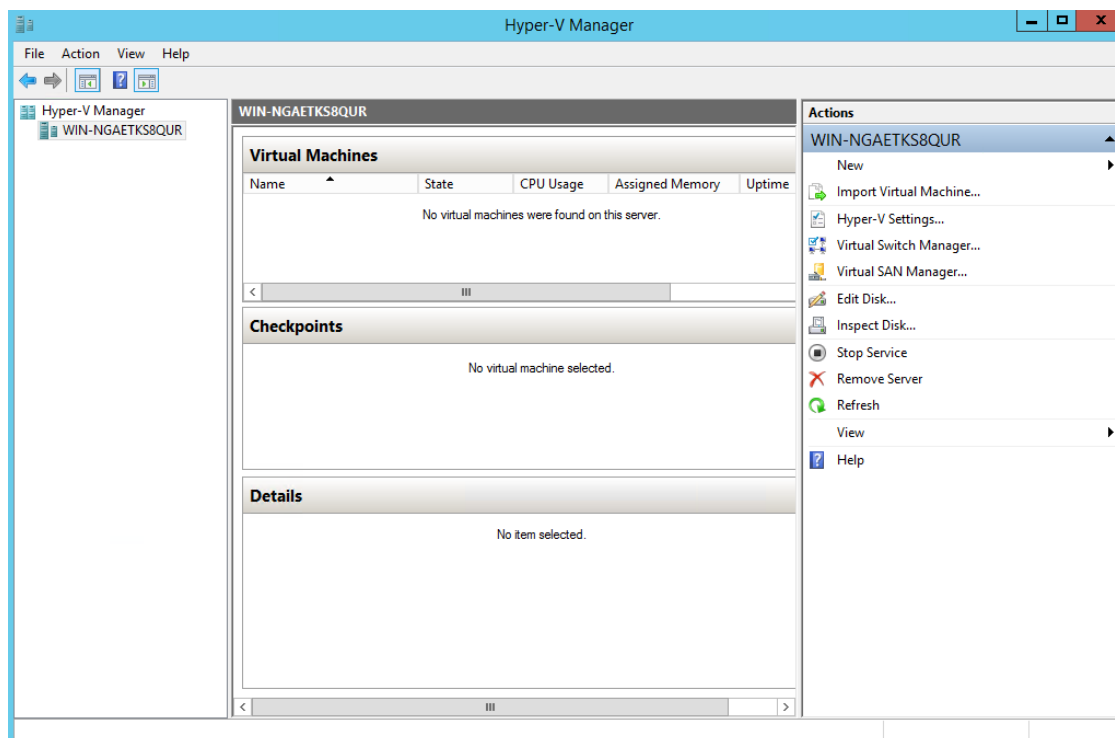 Hyper-V Manager
File Action View Help
Hyper-V Manager
WIN-NGAETKS8QUR
WIN-NGAETKS8QUR
Virtual Machines
Name State CPU Usage Assigned Memory Uptime
No virtual machines were found on this server.
Checkpoints
No virtual machine selected.
Details
No item selected.
Actions
WIN-NGAETKS8QUR
New
Import Virtual Machine...
Hyper-V Settings...
Virtual Switch Manager...
Virtual SAN Manager...
Edit Disk...
Inspect Disk...
Stop Service
Remove Server
Refresh
View
Help